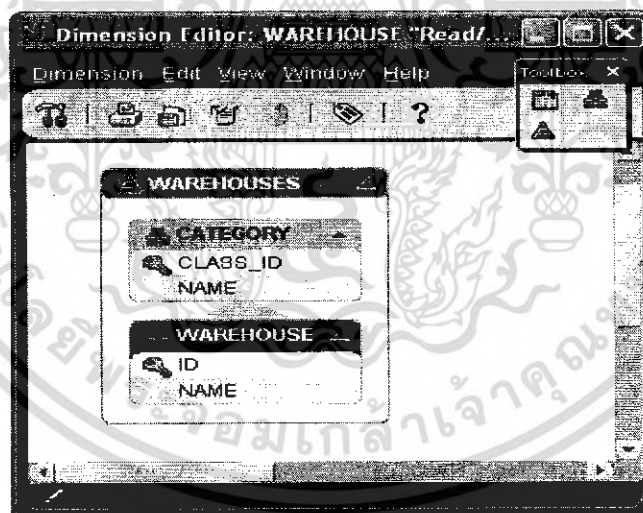 Dimension Editor: WAREHOUSE "Read/...
Dimension Edit View Window Help
Toolbox
WAREHOUSES
CATEGORY
CLASS_ID
NAME
WAREHOUSE
ID
NAME